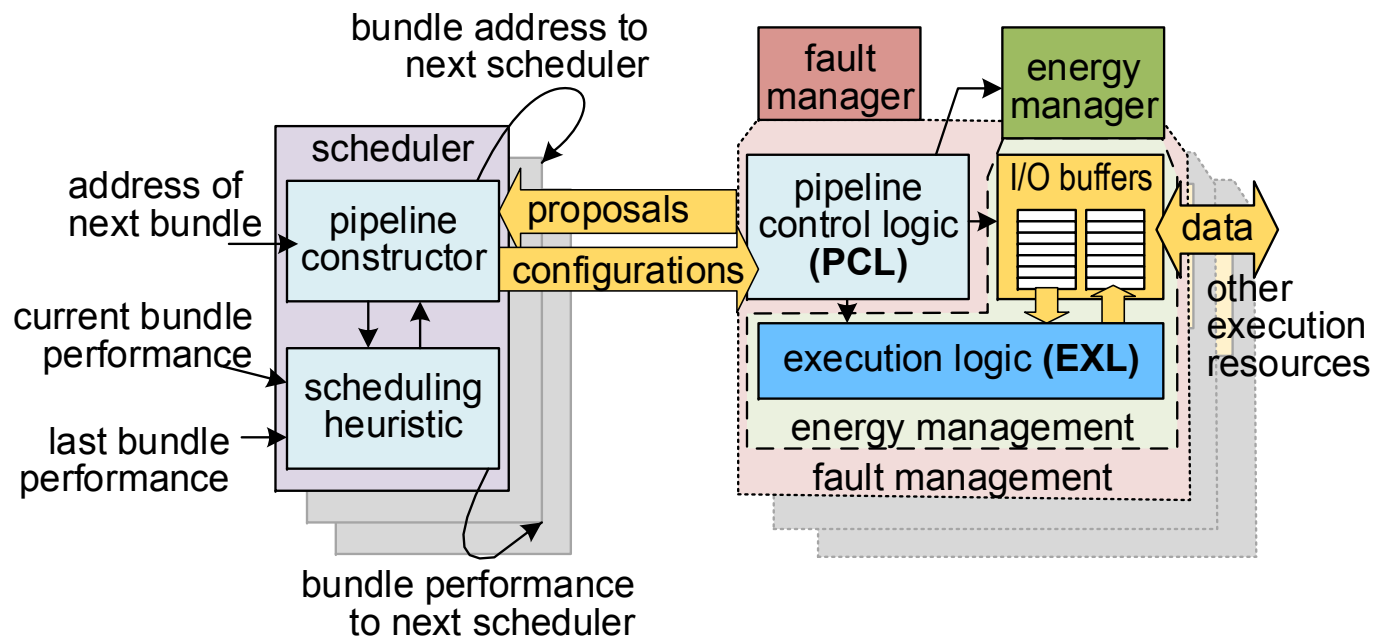 bundle address to
next scheduler
scheduler
address of
next bundle
pipeline
constructor
current bundle
performance
scheduling
heuristic
last bundle
performance
bundle performance
to next scheduler
proposals
configurations
fault
manager
energy
manager
pipeline
control logic
(PCL)
I/O buffers
data
other
execution
resources
execution logic (EXL)
energy management
fault management